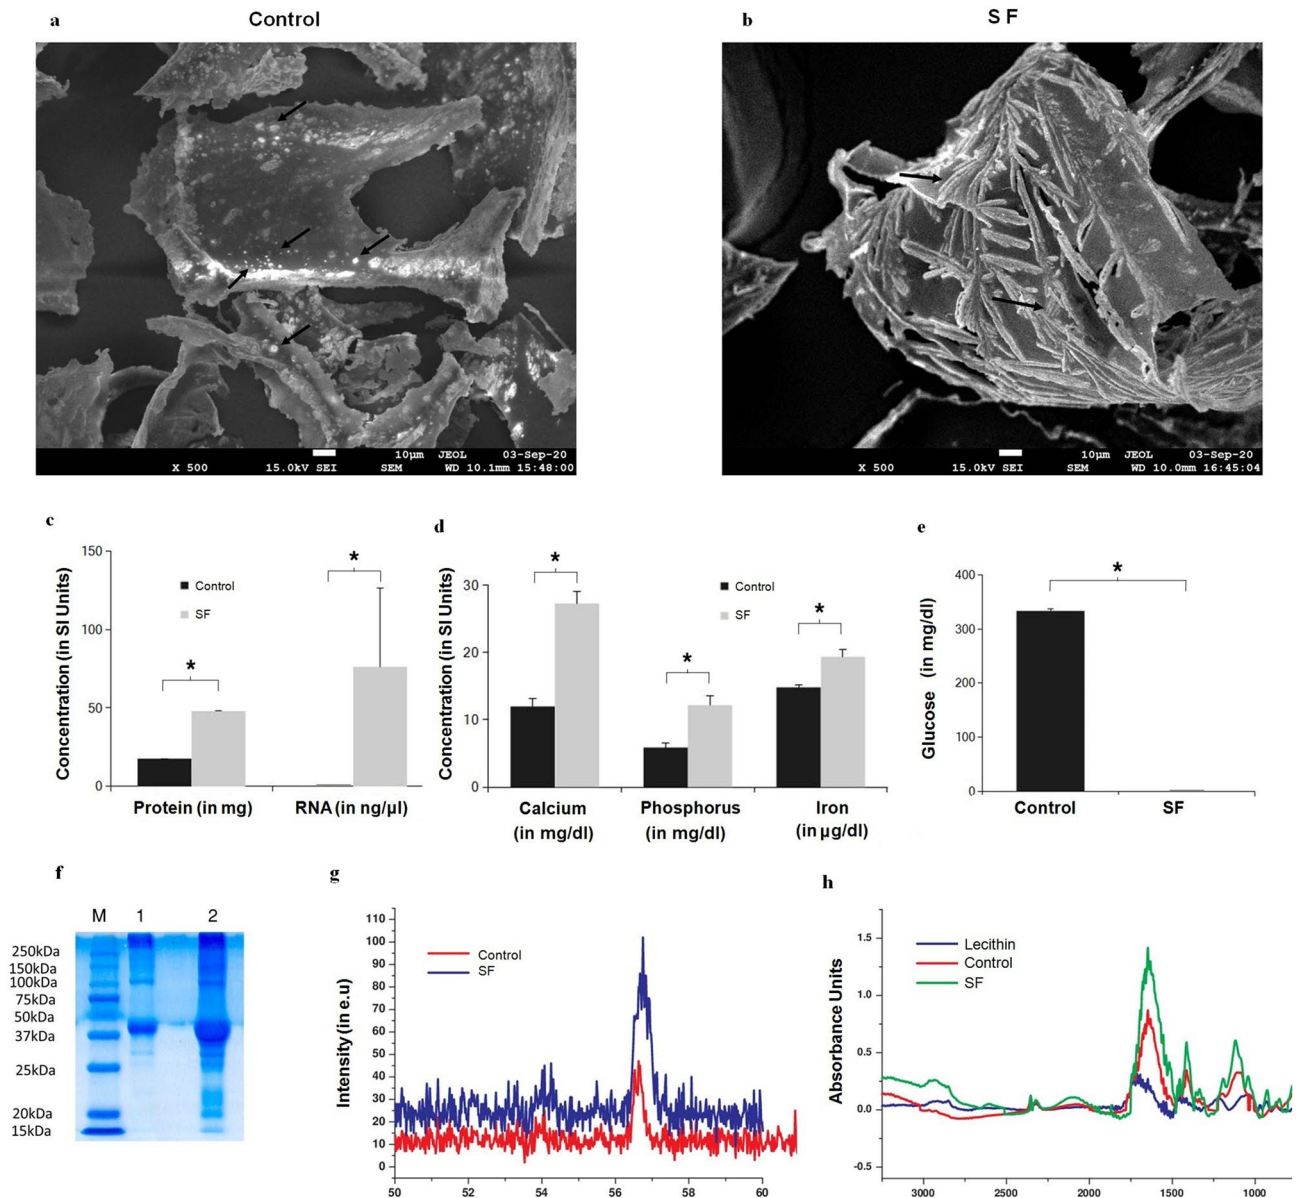 a
Control
b
S F
10μm JEOL 03-Sep-20
X 500 15.0kV SEI SEM WD 10.1mm 15:48:00
10μm JEOL 03-Sep-20
X 500 15.0kV SEI SEM WD 10.0mm 16:45:04
c
Concentration (in SI Units)
150
100
50
0
Control
SF
*
*
Protein (in mg)
RNA (in ng/μl)
d
Concentration (in SI Units)
30
20
10
0
Control
SF
*
*
*
Calcium
(in mg/dl)
Phosphorus
(in mg/dl)
Iron
(in μg/dl)
e
Glucose (in mg/dl)
400
300
200
100
0
*
Control
SF
f
M 1 2
250kDa
150kDa
100kDa
75kDa
50kDa
37kDa
25kDa
20kDa
15kDa
g
Intensity (in e.u)
110
100
90
80
70
60
50
40
30
20
10
0
Control
SF
50 52 54 56 58 60
h
Absorbance Units
1.5
1.0
0.5
0.0
-0.5
Lecithin
Control
SF
3000 2500 2000 1500 1000